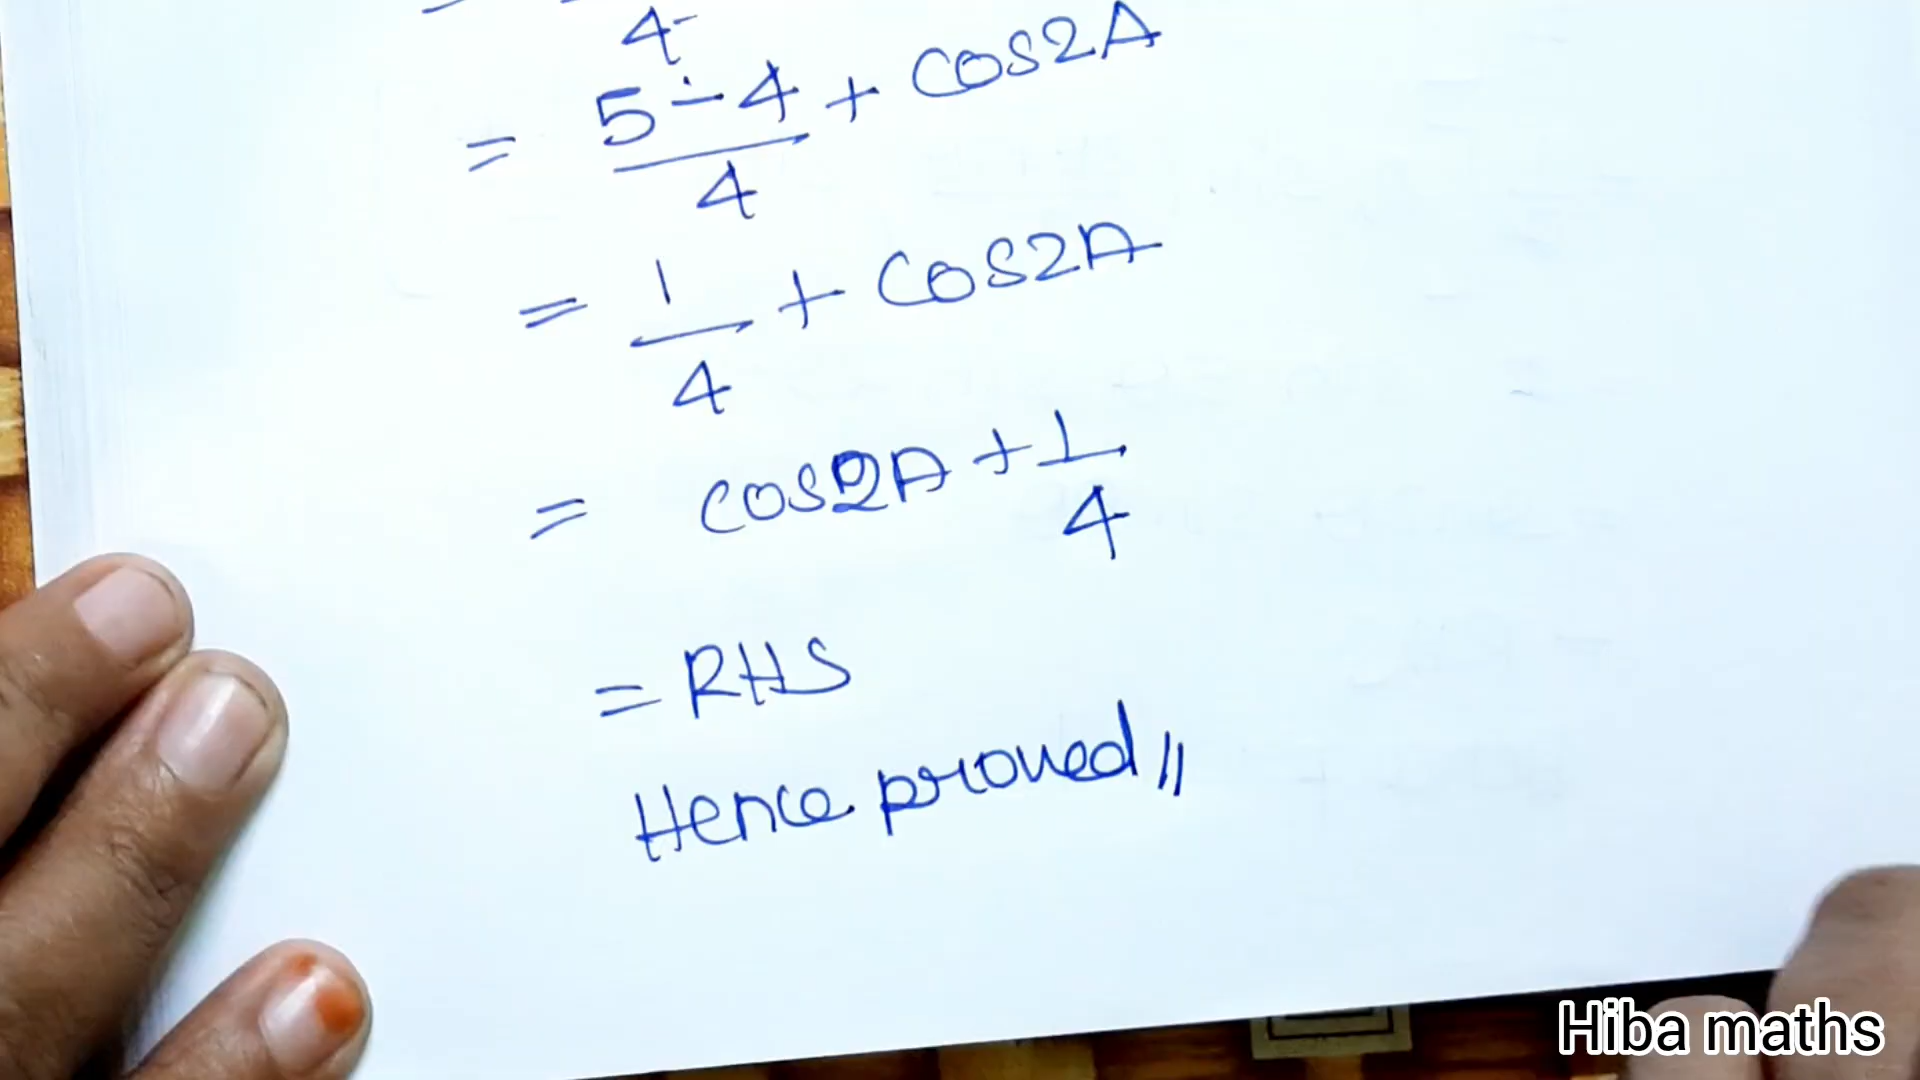 4
= 5-4/4 + cos2A
= 1/4 + cos2A
= cos2A + 1/4
= RHS
Hence proved //
Hiba maths